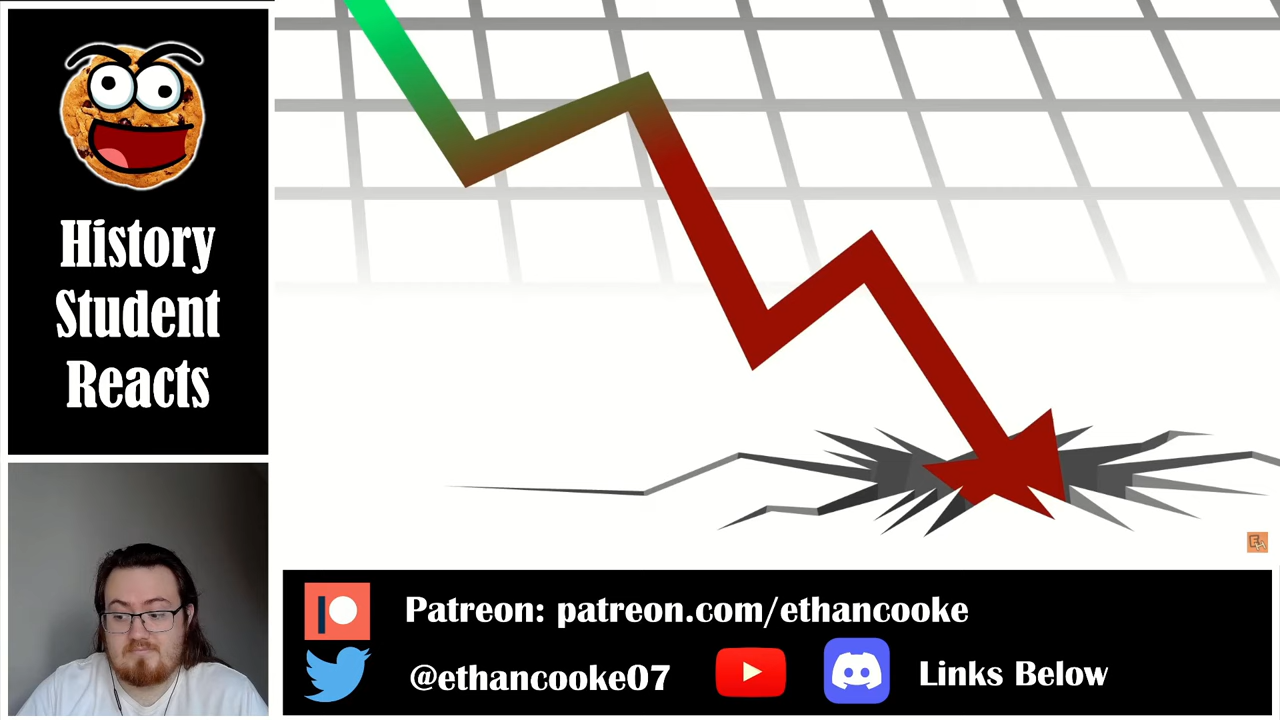 History
Student
Reacts
Patreon: patreon.com/ethancooke
@ethancooke07
Links Below